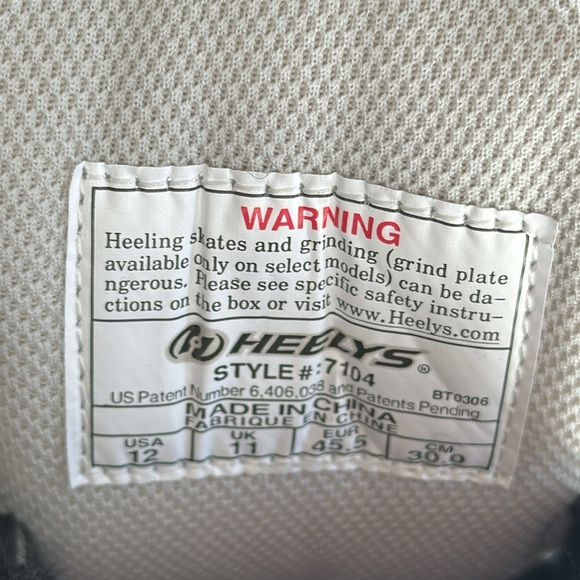 WARNING
Heeling skates and grinding (grind plate
available only on select models) can be da-
ngerous. Please see specific safety instru-
ctions on the box or visit www.Heelys.com
HEELYS®
STYLE #:7104
BT0306
US Patent Number 6,406,038 and Patents Pending
MADE IN CHINA
FABRIQUE EN CHINE
USA UK EUR CM
12 11 45.5 30.0